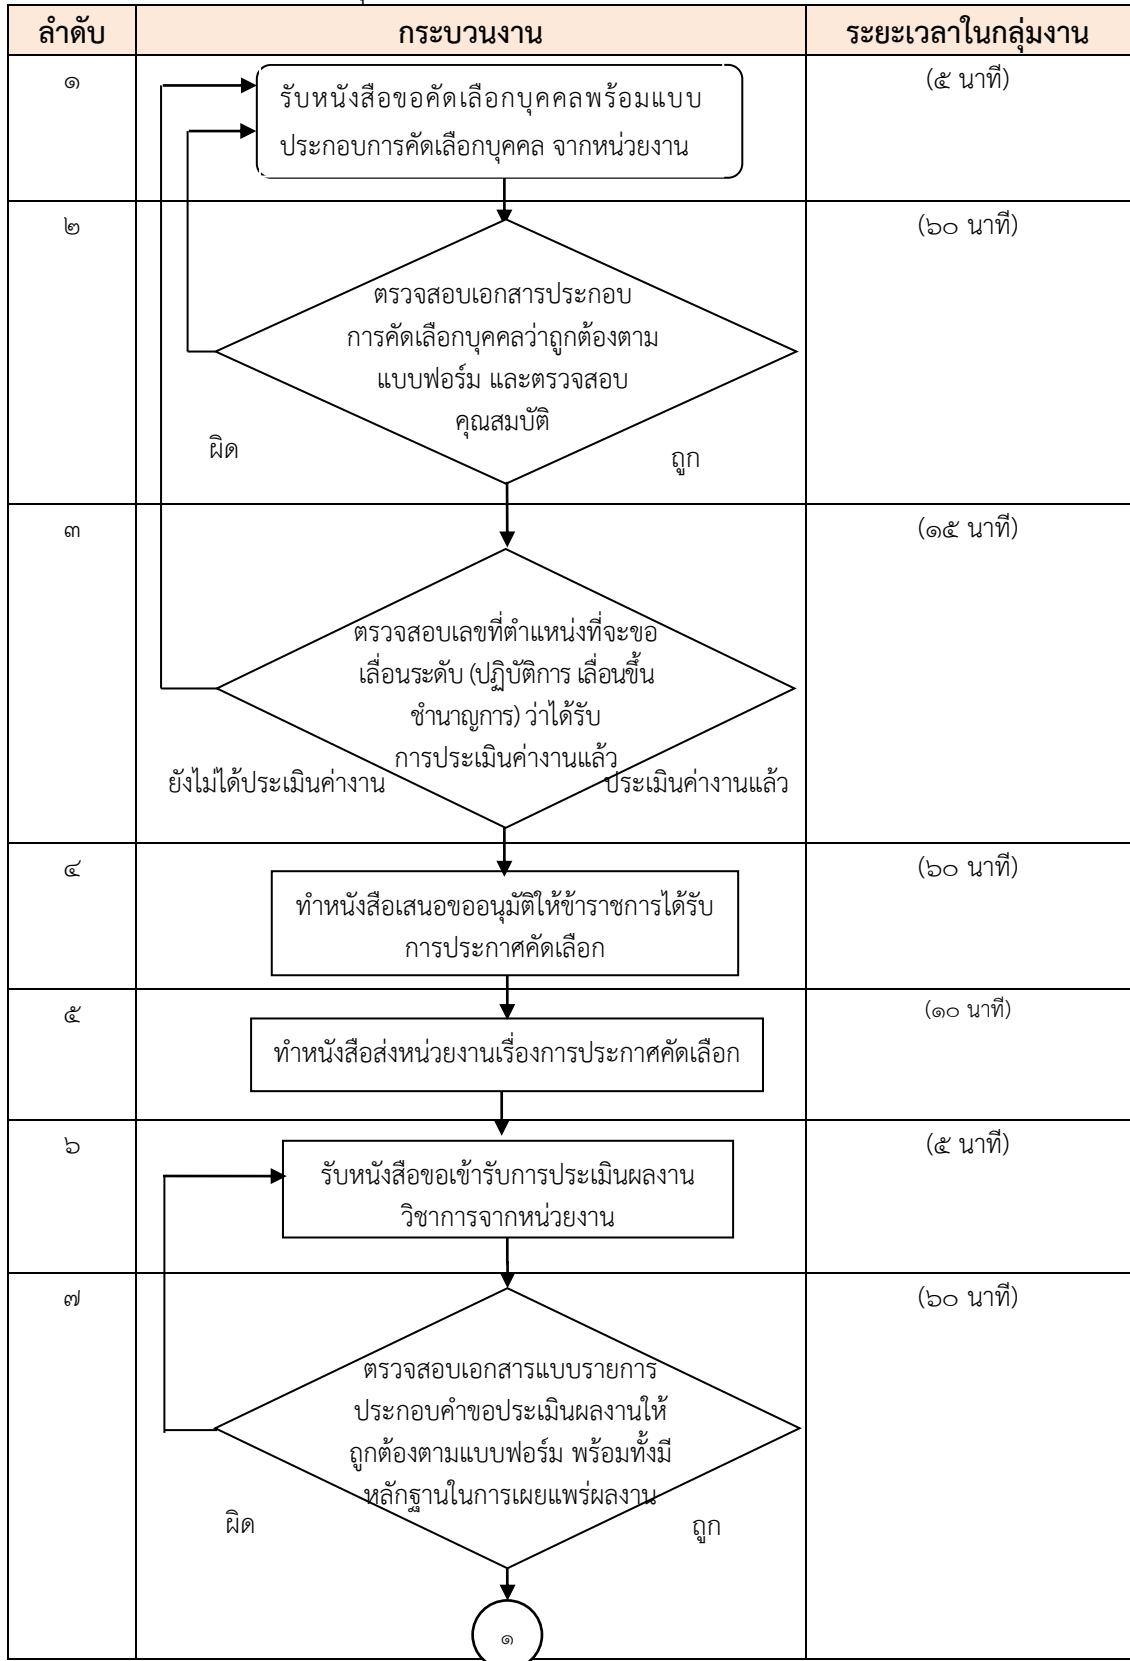 ลำดับ กระบวนงาน ระยะเวลาในกลุ่มงาน
๑ (๕ นาที)
รับหนังสือขอคัดเลือกบุคคลพร้อมแบบ
ประกอบการคัดเลือกบุคคล จากหน่วยงาน
๒ (๖๐ นาที)
ตรวจสอบเอกสารประกอบ
การคัดเลือกบุคคลว่าถูกต้องตาม
แบบฟอร์ม และตรวจสอบ
คุณสมบัติ
ผิด ถูก
๓ (๑๕ นาที)
ตรวจสอบเลขที่ตำแหน่งที่จะขอ
เลื่อนระดับ (ปฏิบัติการ เลื่อนขึ้น
ชำนาญการ) ว่าได้รับ
การประเมินค่างานแล้ว
ยังไม่ได้ประเมินค่างาน ประเมินค่างานแล้ว
๔ (๖๐ นาที)
ทำหนังสือเสนอขออนุมัติให้ข้าราชการได้รับ
การประกาศคัดเลือก
๕ (๑๐ นาที)
ทำหนังสือส่งหน่วยงานเรื่องการประกาศคัดเลือก
๖ (๕ นาที)
รับหนังสือขอเข้ารับการประเมินผลงาน
วิชาการจากหน่วยงาน
๗ (๖๐ นาที)
ตรวจสอบเอกสารแบบรายการ
ประกอบคำขอประเมินผลงานให้
ถูกต้องตามแบบฟอร์ม พร้อมทั้งมี
หลักฐานในการเผยแพร่ผลงาน
ผิด ถูก
๑